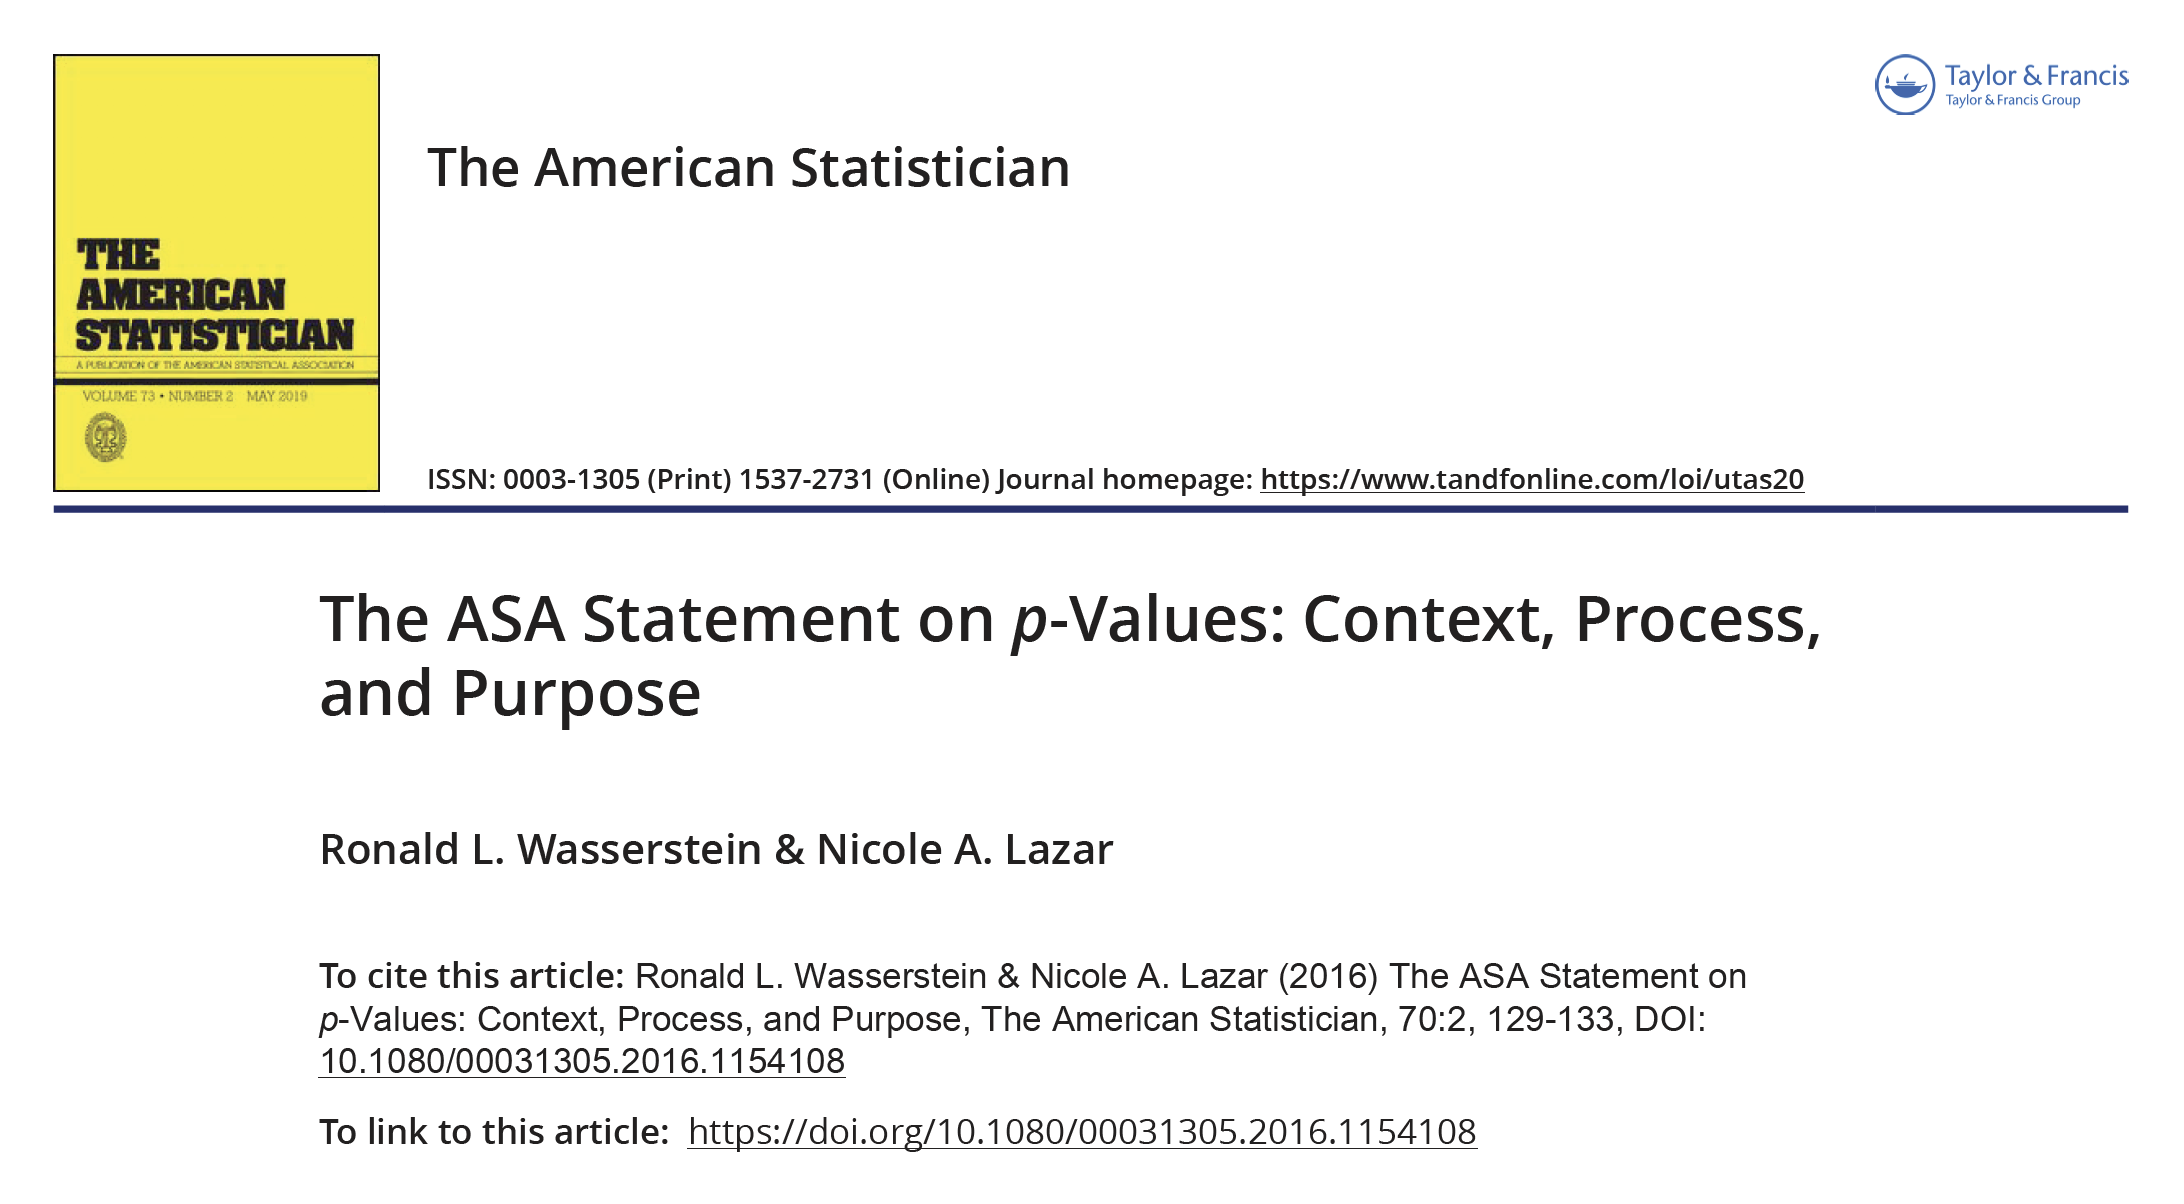 THE
AMERICAN
STATISTICIAN
A PUBLICATION OF THE AMERICAN STATISTICAL ASSOCIATION
VOLUME 73 • NUMBER 2 MAY 2019
Taylor & Francis
Taylor & Francis Group
The American Statistician
ISSN: 0003-1305 (Print) 1537-2731 (Online) Journal homepage: https://www.tandfonline.com/loi/utas20
The ASA Statement on p-Values: Context, Process,
and Purpose
Ronald L. Wasserstein & Nicole A. Lazar
To cite this article: Ronald L. Wasserstein & Nicole A. Lazar (2016) The ASA Statement on
p-Values: Context, Process, and Purpose, The American Statistician, 70:2, 129-133, DOI:
10.1080/00031305.2016.1154108
To link to this article: https://doi.org/10.1080/00031305.2016.1154108